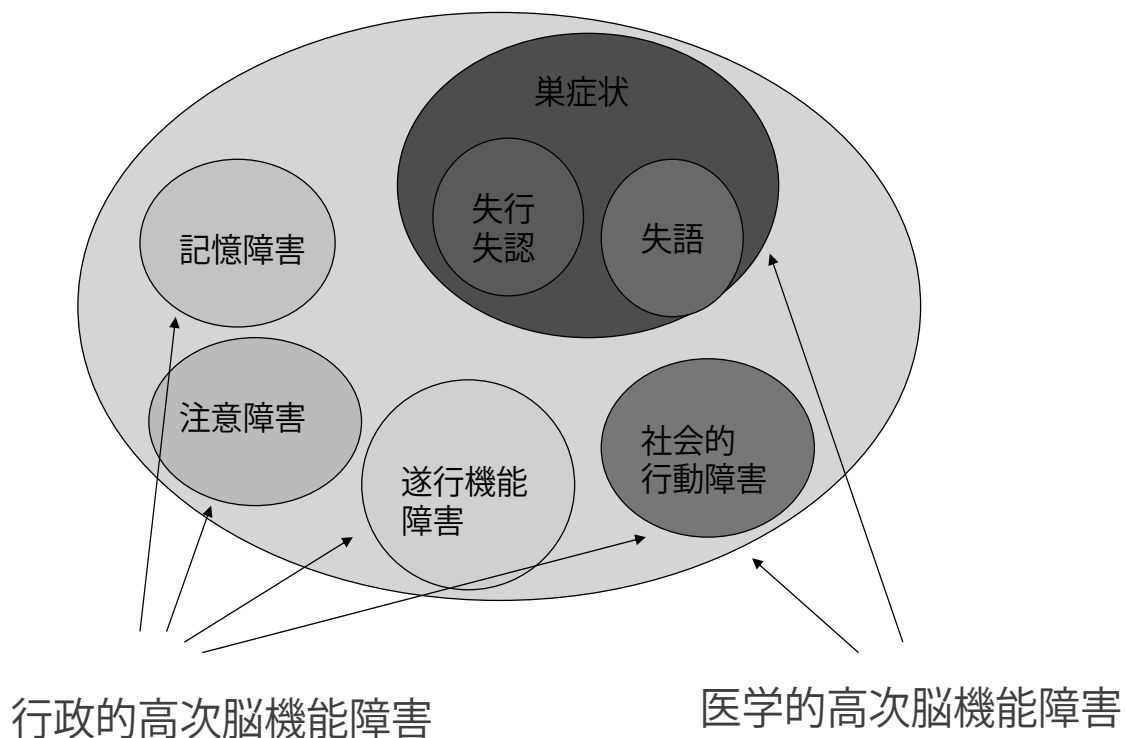 巣症状
失行
失認
失語
記憶障害
注意障害
遂行機能
障害
社会的
行動障害
行政的高次脳機能障害
医学的高次脳機能障害